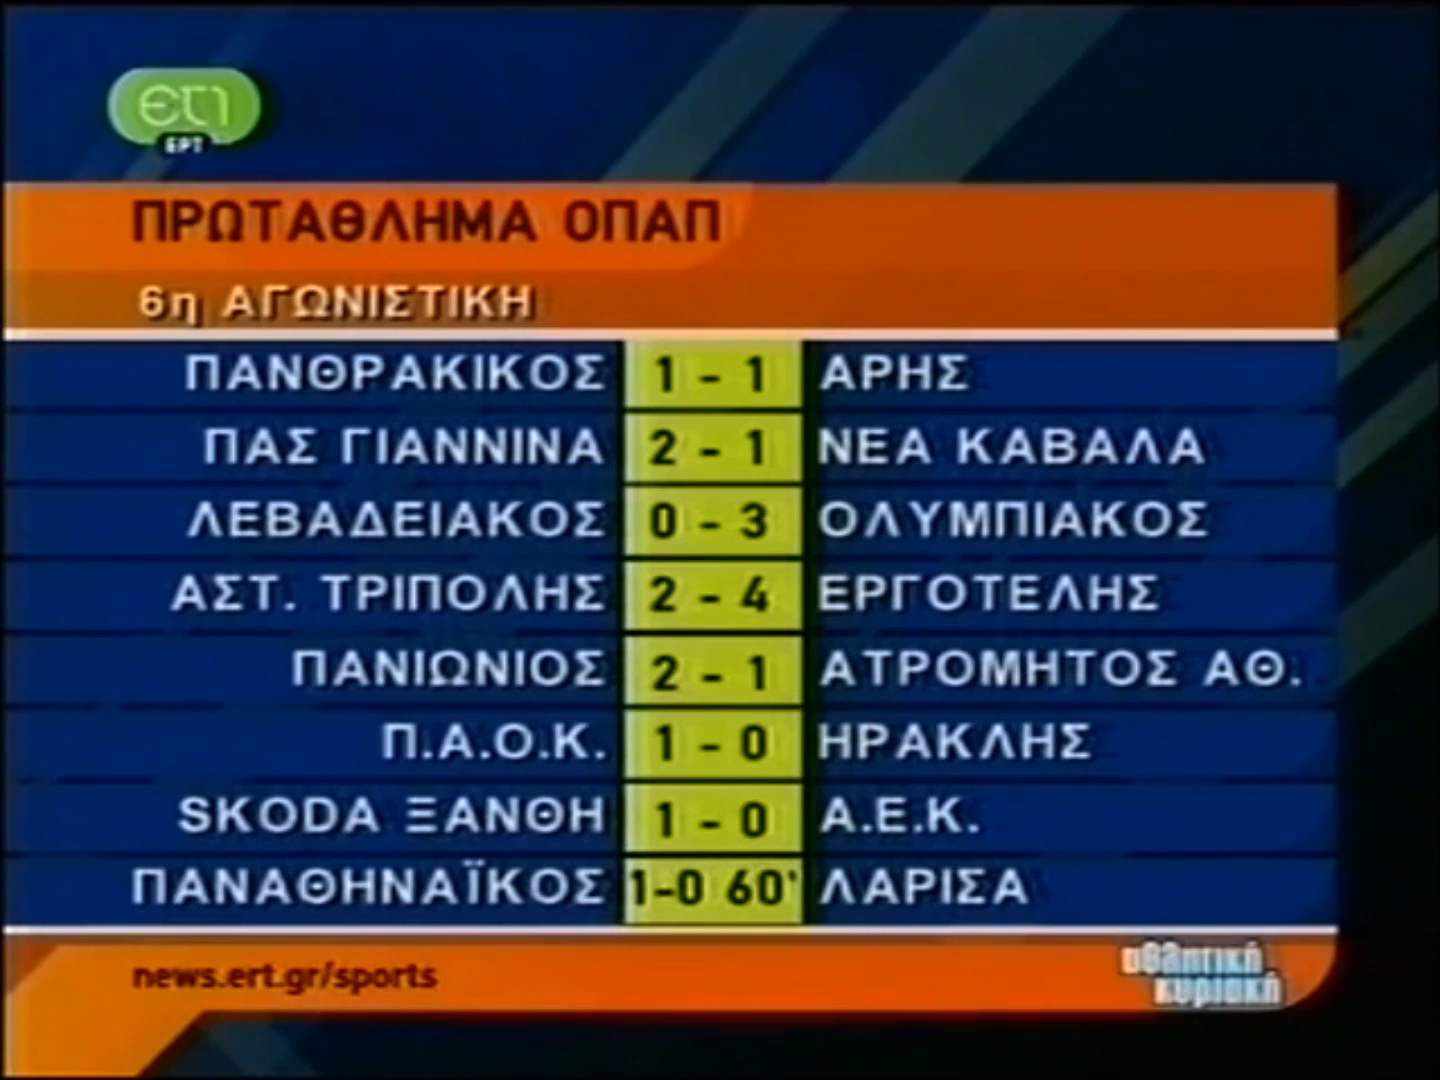 ετ1
ΕΡΤ
ΠΡΩΤΑΘΛΗΜΑ ΟΠΑΠ
6η ΑΓΩΝΙΣΤΙΚΗ
ΠΑΝΘΡΑΚΙΚΟΣ 1 - 1 ΑΡΗΣ
ΠΑΣ ΓΙΑΝΝΙΝΑ 2 - 1 ΝΕΑ ΚΑΒΑΛΑ
ΛΕΒΑΔΕΙΑΚΟΣ 0 - 3 ΟΛΥΜΠΙΑΚΟΣ
ΑΣΤ. ΤΡΙΠΟΛΗΣ 2 - 4 ΕΡΓΟΤΕΛΗΣ
ΠΑΝΙΩΝΙΟΣ 2 - 1 ΑΤΡΟΜΗΤΟΣ ΑΘ.
Π.Α.Ο.Κ. 1 - 0 ΗΡΑΚΛΗΣ
SKODA ΞΑΝΘΗ 1 - 0 Α.Ε.Κ.
ΠΑΝΑΘΗΝΑΪΚΟΣ 1-0 60' ΛΑΡΙΣΑ
news.ert.gr/sports
αθλητική
κυριακή